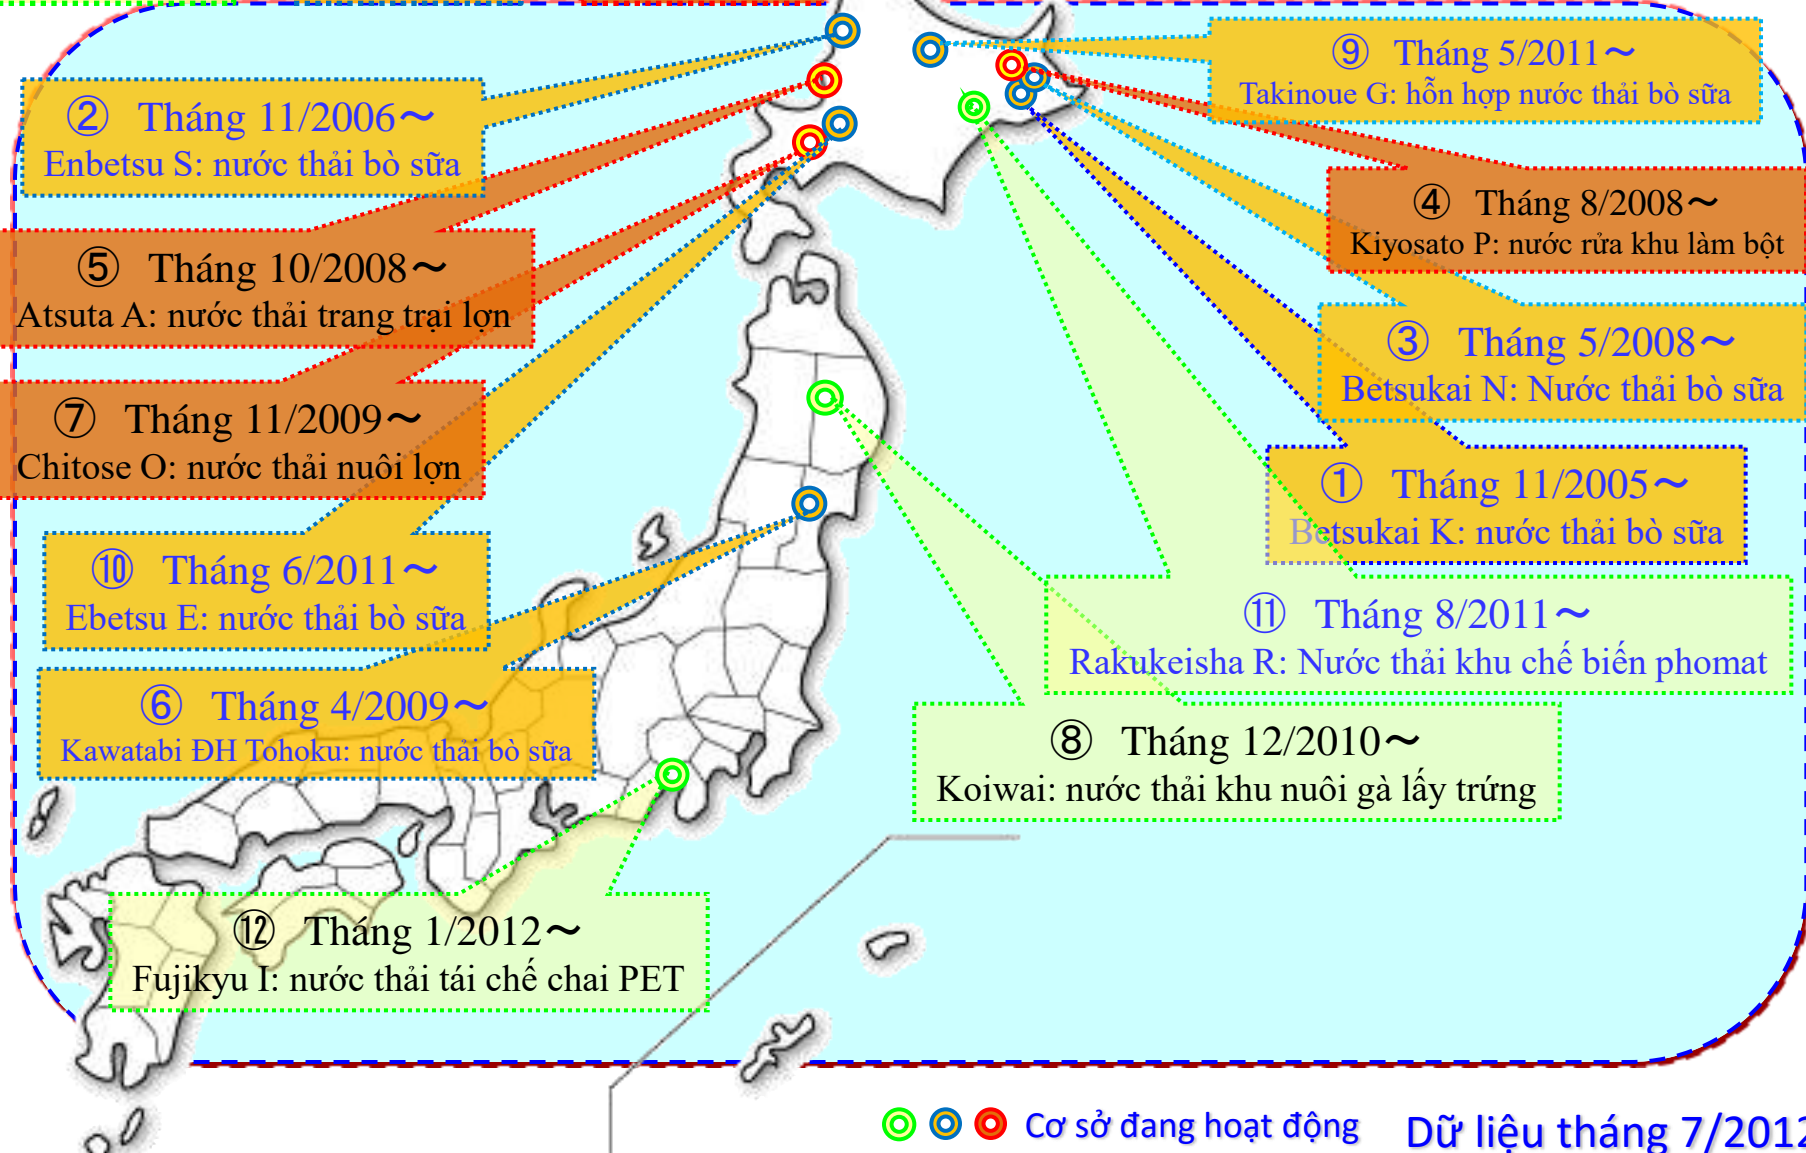 ② Tháng 11/2006～
Enbetsu S: nước thải bò sữa
⑨ Tháng 5/2011～
Takinoue G: hỗn hợp nước thải bò sữa
④ Tháng 8/2008～
Kiyosato P: nước rửa khu làm bột
⑤ Tháng 10/2008～
Atsuta A: nước thải trang trại lợn
③ Tháng 5/2008～
Betsukai N: Nước thải bò sữa
⑦ Tháng 11/2009～
Chitose O: nước thải nuôi lợn
① Tháng 11/2005～
Betsukai K: nước thải bò sữa
⑩ Tháng 6/2011～
Ebetsu E: nước thải bò sữa
⑪ Tháng 8/2011～
Rakukeisha R: Nước thải khu chế biến phomat
⑥ Tháng 4/2009～
Kawatabi ĐH Tohoku: nước thải bò sữa
⑧ Tháng 12/2010～
Koiwai: nước thải khu nuôi gà lấy trứng
⑫ Tháng 1/2012～
Fujikyu I: nước thải tái chế chai PET
Cơ sở đang hoạt động
Dữ liệu tháng 7/2012